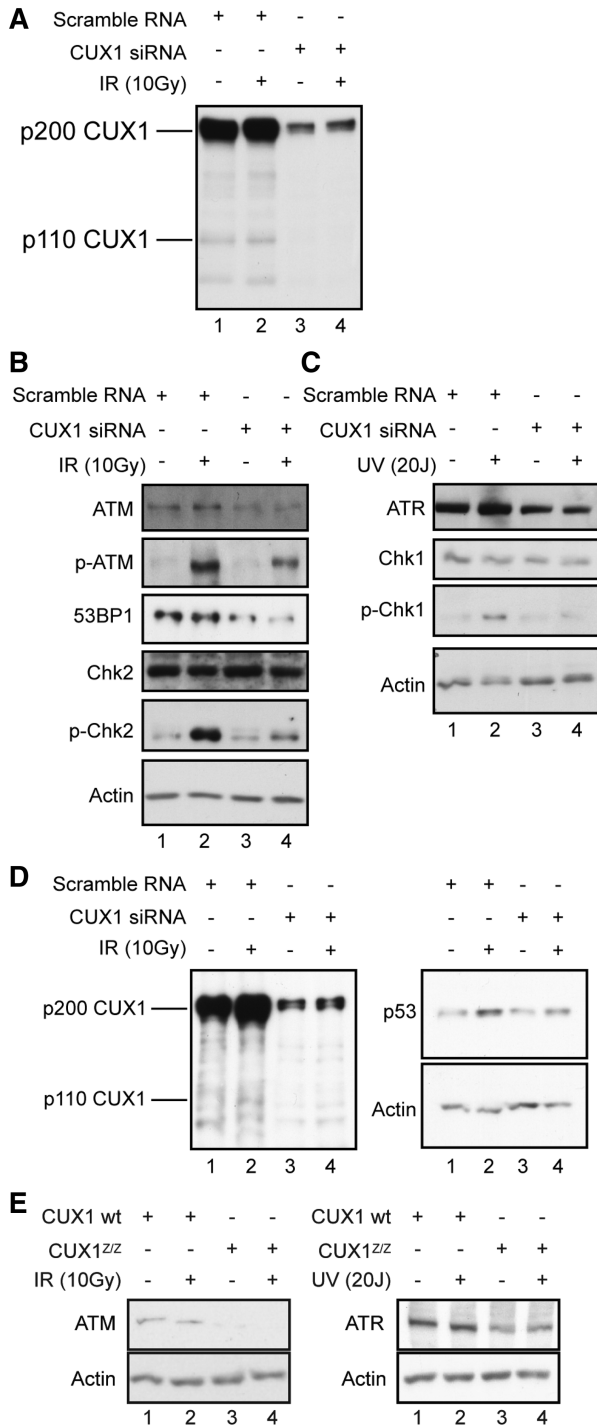 A
Scramble RNA + + - -
CUX1 siRNA - - + +
IR (10Gy) - + - +
p200 CUX1
p110 CUX1
1 2 3 4
B
Scramble RNA + + - -
CUX1 siRNA - - + +
IR (10Gy) - + - +
ATM
p-ATM
53BP1
Chk2
p-Chk2
Actin
1 2 3 4
C
Scramble RNA + + - -
CUX1 siRNA - - + +
UV (20J) - + - +
ATR
Chk1
p-Chk1
Actin
1 2 3 4
D
Scramble RNA + + - - + + - -
CUX1 siRNA - - + + - - + +
IR (10Gy) - + - + - + - +
p200 CUX1
p110 CUX1
1 2 3 4
p53
Actin
1 2 3 4
E
CUX1 wt + + - -
CUX1Z/Z - - + +
IR (10Gy) - + - +
ATM
Actin
1 2 3 4
CUX1 wt + + - -
CUX1Z/Z - - + +
UV (20J) - + - +
ATR
Actin
1 2 3 4